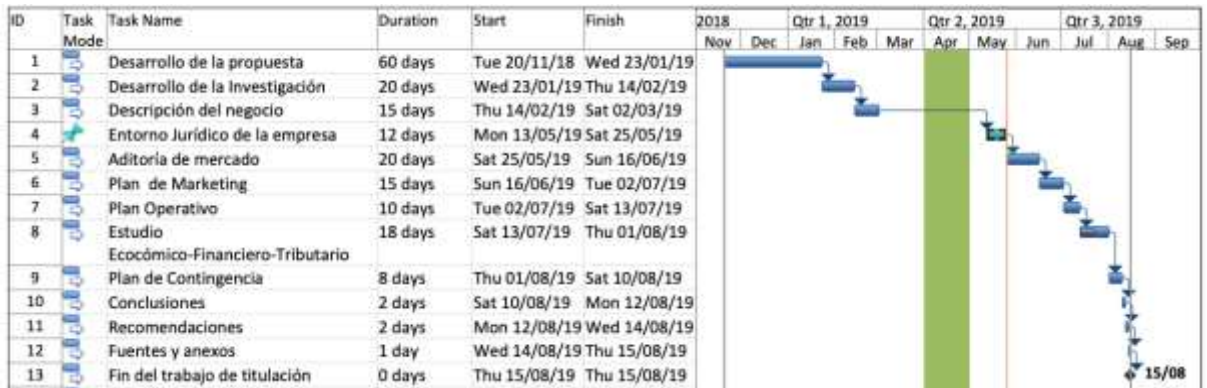 ID Task Task Name Duration Start Finish 2018 Qtr 1, 2019 Qtr 2, 2019 Qtr 3, 2019
Mode Nov Dec Jan Feb Mar Apr May Jun Jul Aug Sep
1 Desarrollo de la propuesta 60 days Tue 20/11/18 Wed 23/01/19
2 Desarrollo de la Investigación 20 days Wed 23/01/19 Thu 14/02/19
3 Descripción del negocio 15 days Thu 14/02/19 Sat 02/03/19
4 Entorno Jurídico de la empresa 12 days Mon 13/05/19 Sat 25/05/19
5 Aditoría de mercado 20 days Sat 25/05/19 Sun 16/06/19
6 Plan de Marketing 15 days Sun 16/06/19 Tue 02/07/19
7 Plan Operativo 10 days Tue 02/07/19 Sat 13/07/19
8 Estudio 18 days Sat 13/07/19 Thu 01/08/19
Ecocómico-Financiero-Tributario
9 Plan de Contingencia 8 days Thu 01/08/19 Sat 10/08/19
10 Conclusiones 2 days Sat 10/08/19 Mon 12/08/19
11 Recomendaciones 2 days Mon 12/08/19 Wed 14/08/19
12 Fuentes y anexos 1 day Wed 14/08/19 Thu 15/08/19
13 Fin del trabajo de titulación 0 days Thu 15/08/19 Thu 15/08/19 15/08